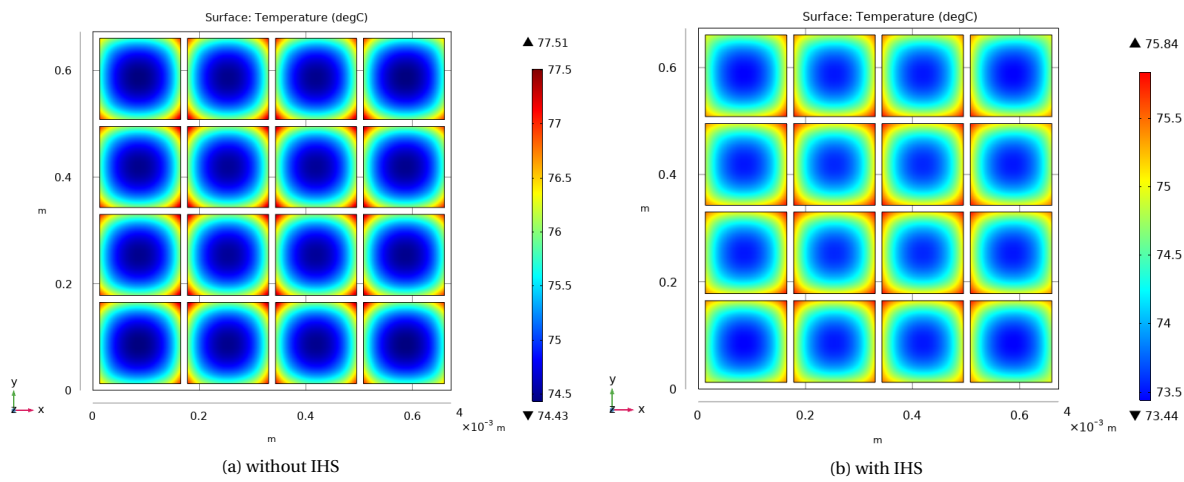 Surface: Temperature (degC)
▲ 77.51
77.5
77
76.5
76
75.5
75
74.5
▼ 74.43
0.6
0.4
m
0.2
0
y
z x
0 0.2 0.4 0.6 4
×10⁻³ m
m
(a) without IHS
Surface: Temperature (degC)
▲ 75.84
75.5
75
74.5
74
73.5
▼ 73.44
0.6
0.4
m
0.2
0
y
z x
0 0.2 0.4 0.6 4
×10⁻³ m
m
(b) with IHS